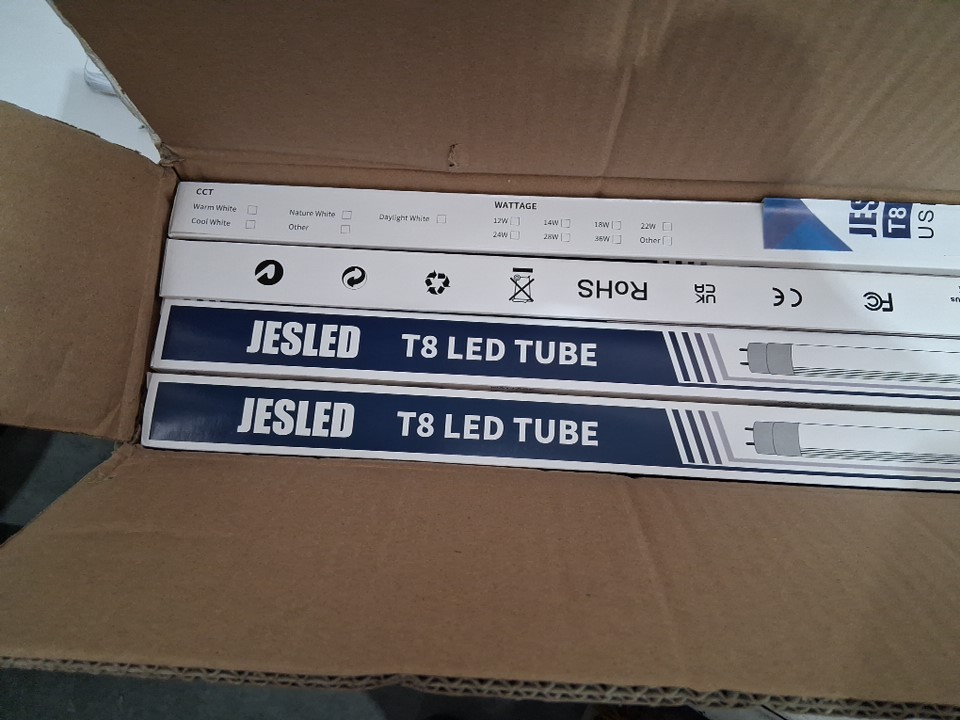 CCT
Warm White
Nature White
Daylight White
Cool White
Other
WATTAGE
12W 14W 18W 22W
24W 28W 36W Other
JES
T8
US
RoHS
UK
CA
CE
FC
us
JESLED T8 LED TUBE
JESLED T8 LED TUBE